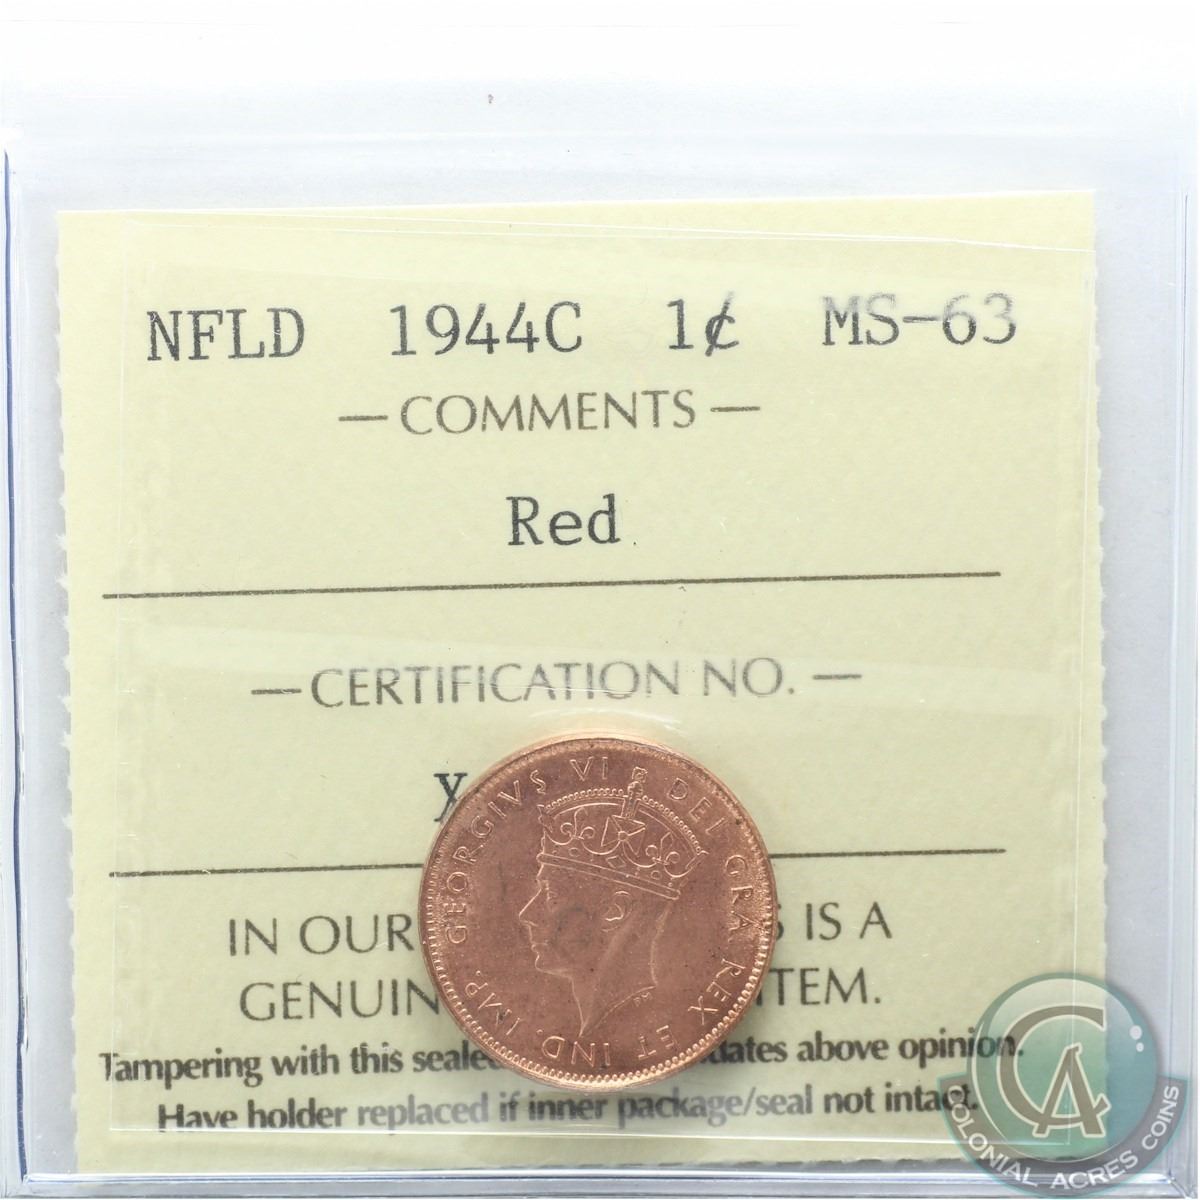 NFLD 1944C 1¢ MS-63
— COMMENTS —
Red
— CERTIFICATION NO. —
X
GEORGIVS VI DEI GRA REX ET IND. IMP.
PM
IN OUR IS A
GENUIN ITEM.
Tampering with this seale dates above opinion.
Have holder replaced if inner package/seal not intact.
CA
COLONIAL ACRES COINS